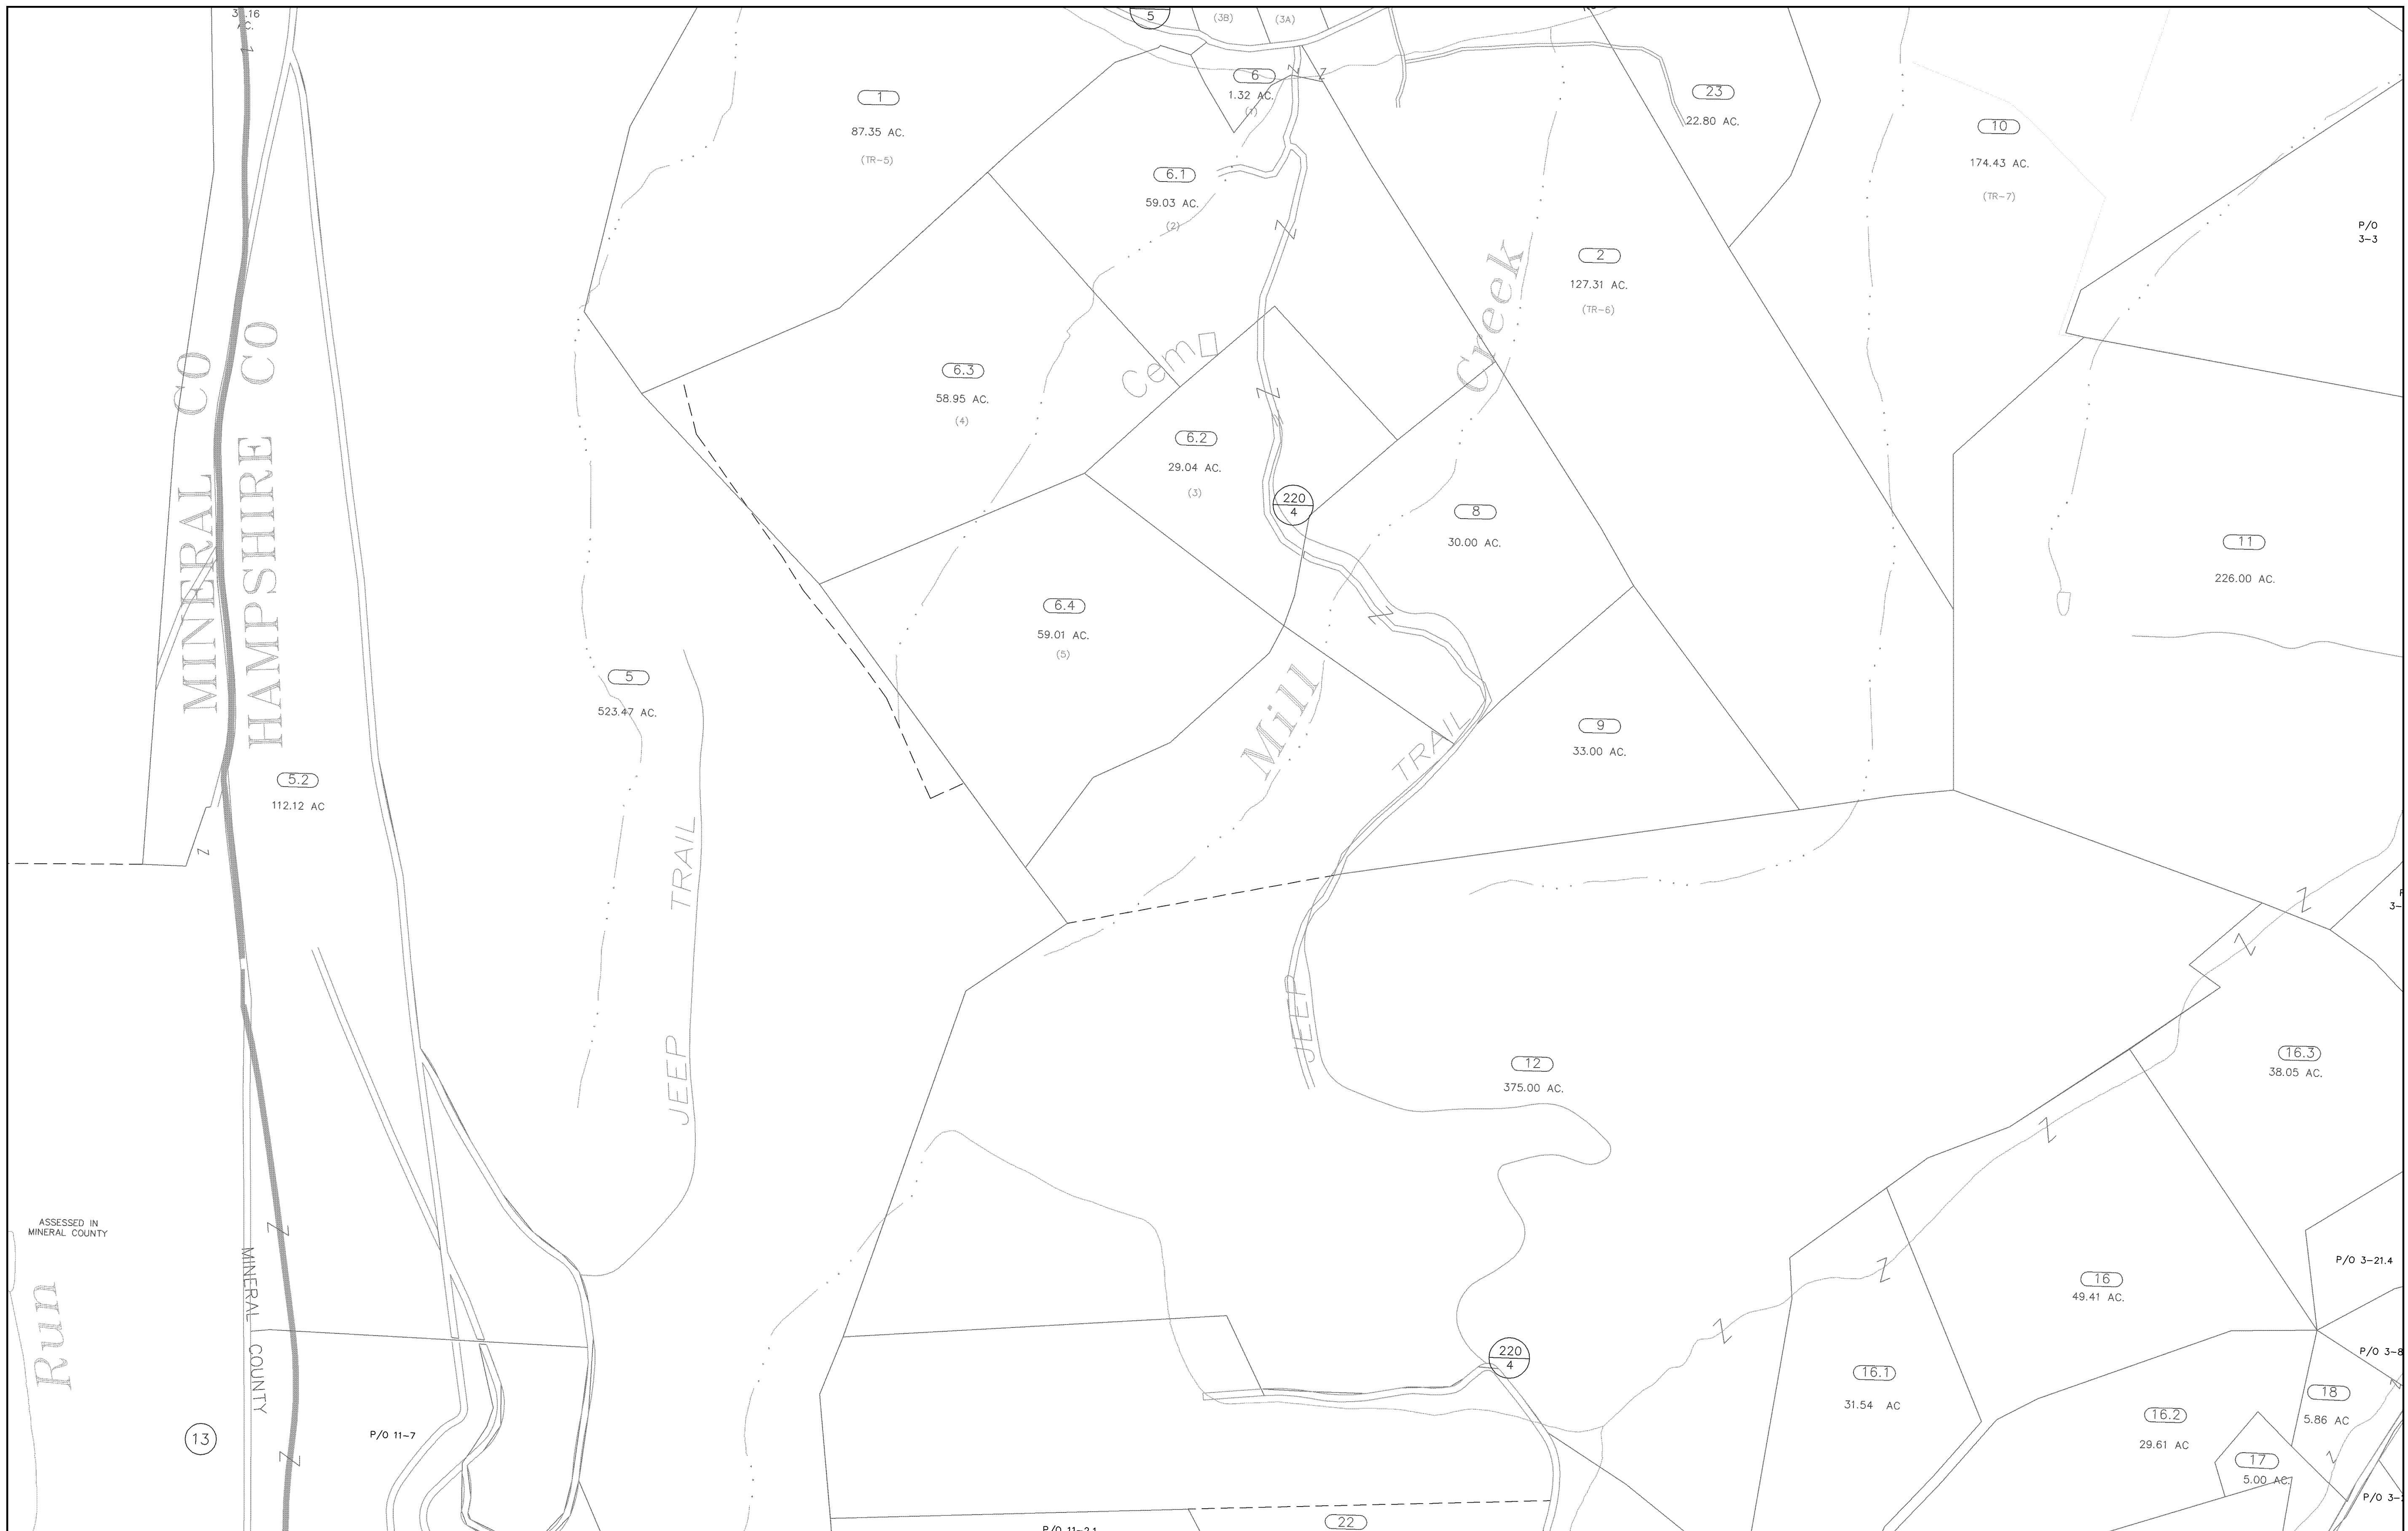 5
(3B)
(3A)
6
1.32 AC.
(1)
1
87.35 AC.
(TR-5)
23
22.80 AC.
10
174.43 AC.
(TR-7)
6.1
59.03 AC.
(2)
P/O
3-3
2
127.31 AC.
(TR-6)
Mill Creek
Cem
6.3
58.95 AC.
(4)
6.2
29.04 AC.
(3)
220
4
8
30.00 AC.
11
226.00 AC.
MINERAL CO
HAMPSHIRE CO
6.4
59.01 AC.
(5)
5
523.47 AC.
9
33.00 AC.
5.2
112.12 AC
JEEP TRAIL
JEEP TRAIL
12
375.00 AC.
16.3
38.05 AC.
ASSESSED IN
MINERAL COUNTY
MINERAL COUNTY
Run
P/O 3-21.4
16
49.41 AC.
220
4
P/O 3-8
16.1
31.54 AC
18
5.86 AC
16.2
29.61 AC
13
P/O 11-7
17
5.00 AC.
22
P/O 11-2.1